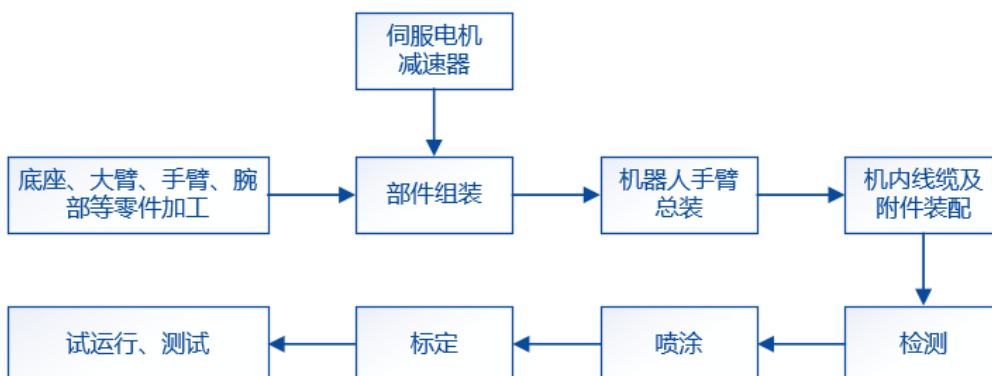 伺服电机
减速器
底座、大臂、手臂、腕
部等零件加工
部件组装
机器人手臂
总装
机内线缆及
附件装配
检测
喷涂
标定
试运行、测试